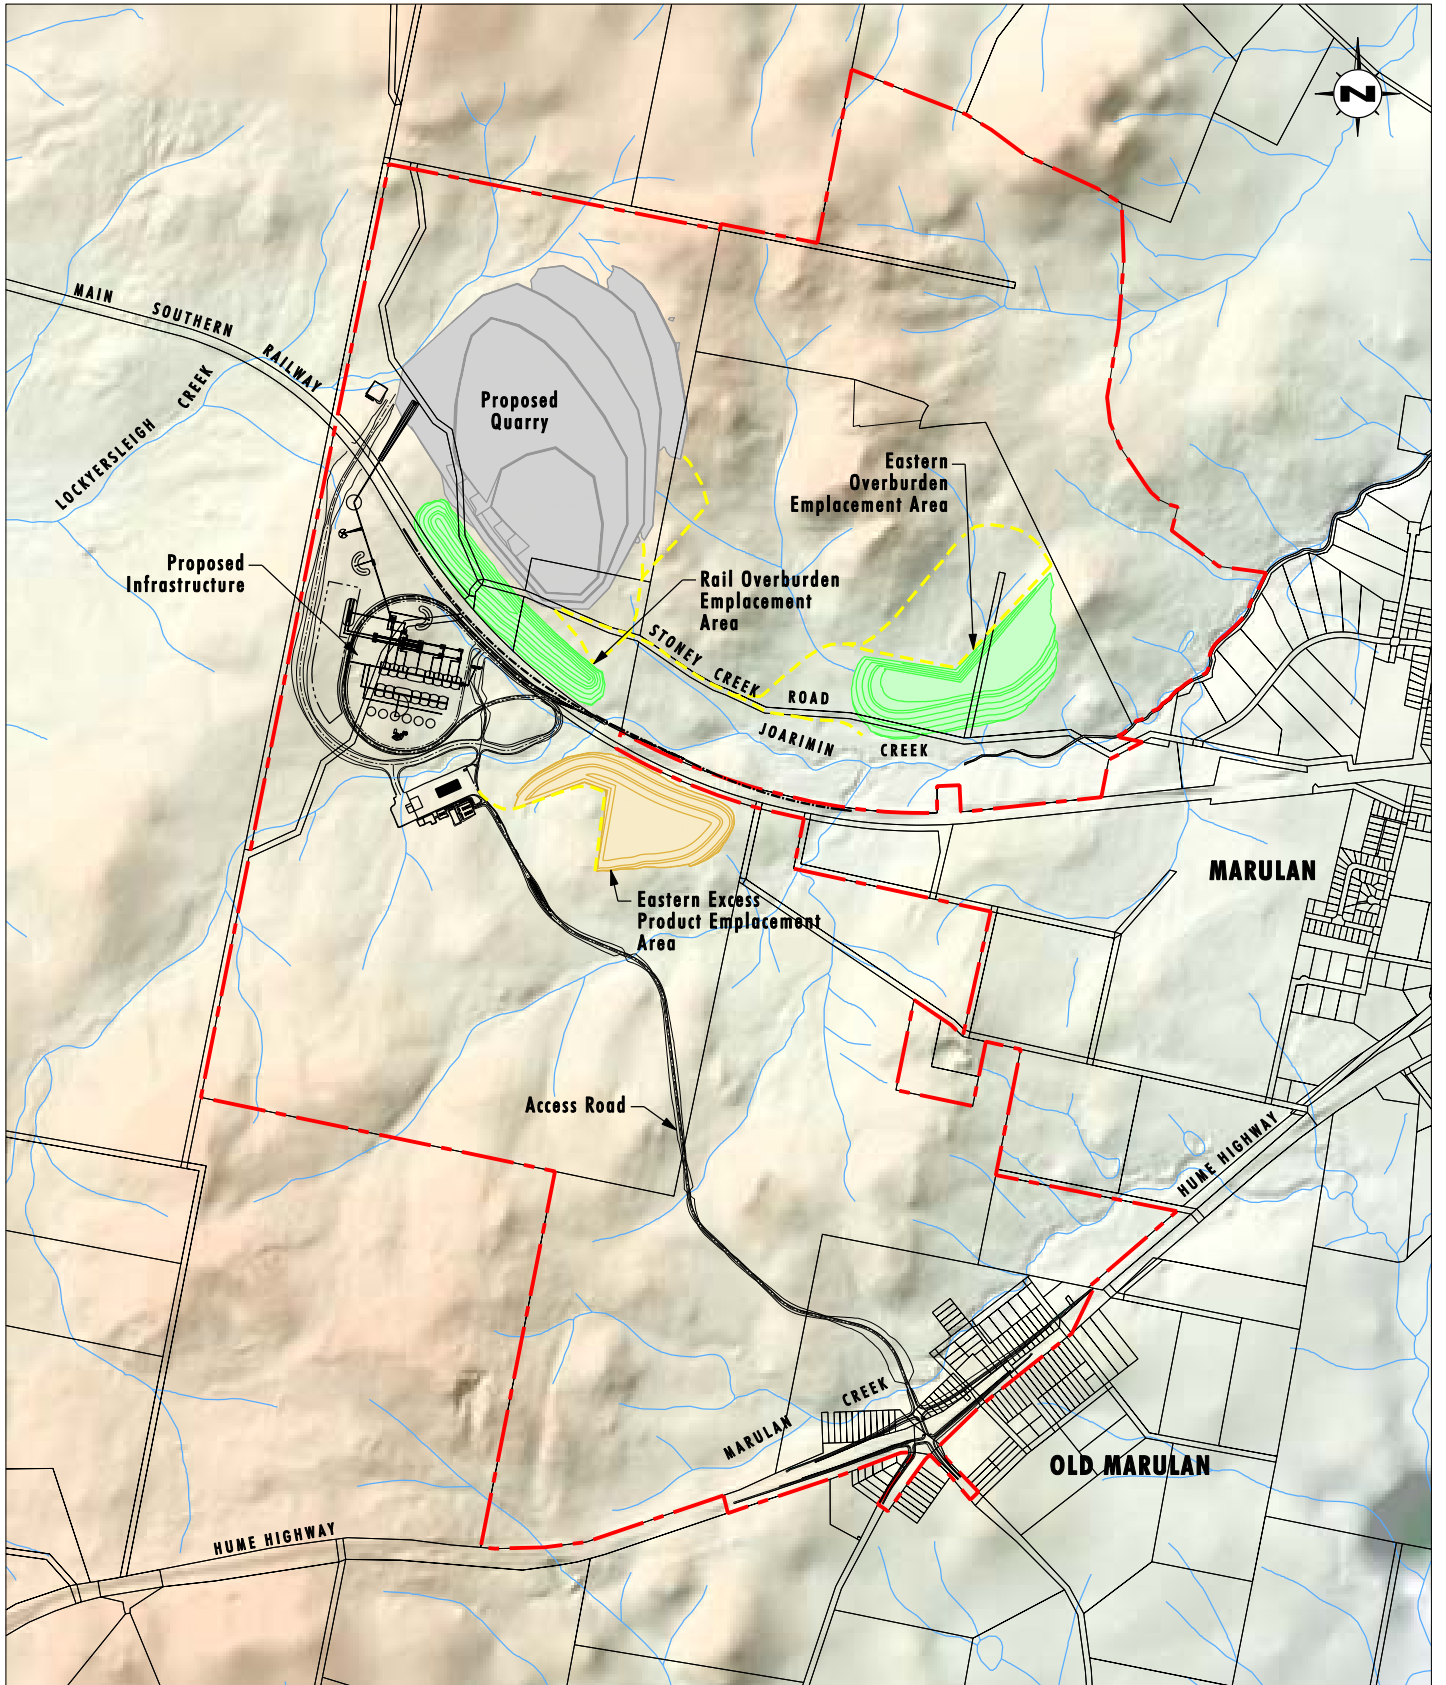 N
MAIN SOUTHERN RAILWAY
LOCKYERSLEIGH CREEK
Proposed
Quarry
Eastern
Overburden
Emplacement Area
Proposed
Infrastructure
Rail Overburden
Emplacement
Area
STONEY CREEK ROAD
JOARIMIN CREEK
MARULAN
Eastern Excess
Product Emplacement
Area
Access Road
HUME HIGHWAY
MARULAN CREEK
OLD MARULAN
HUME HIGHWAY